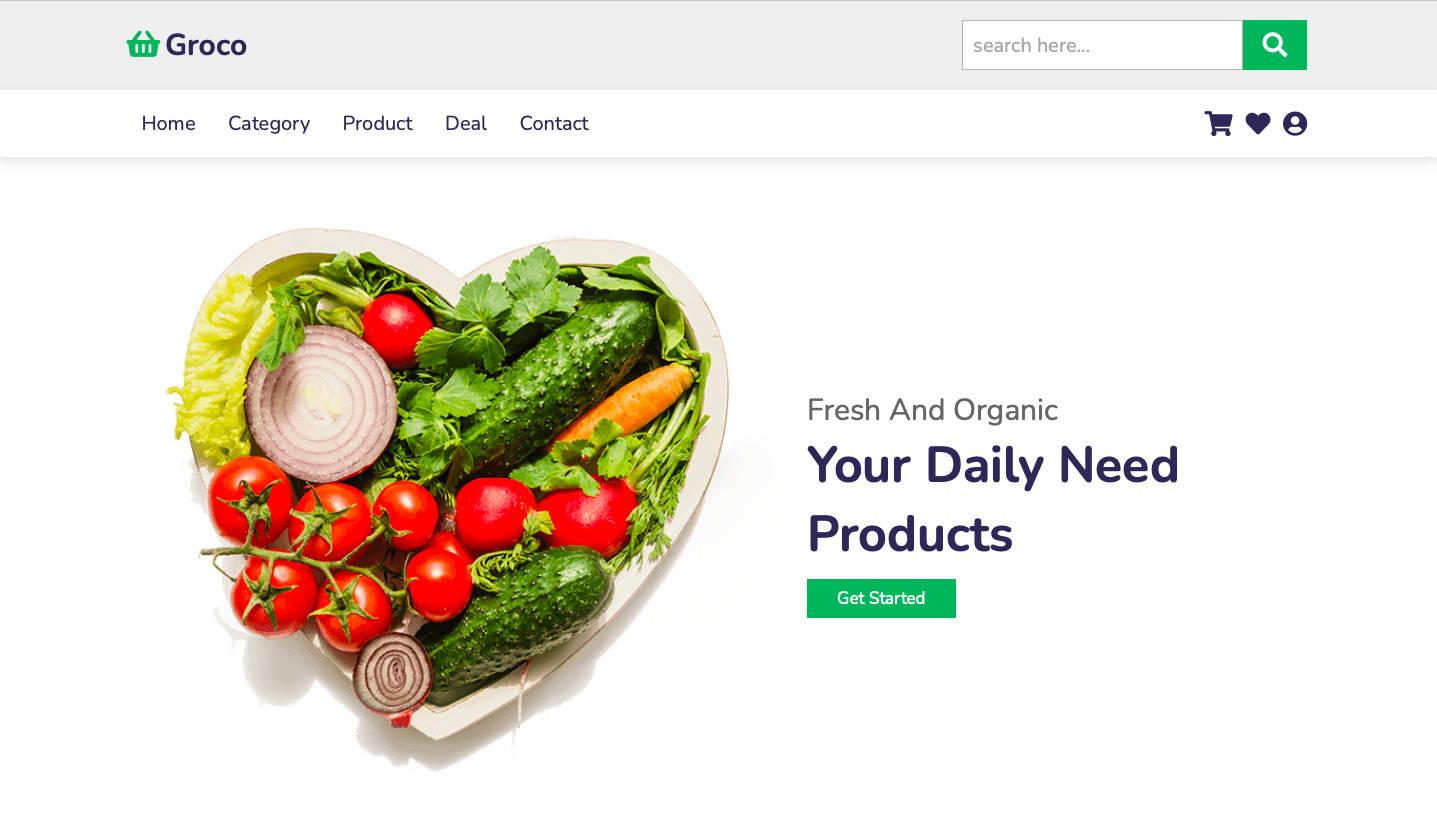 Groco
search here...
Home Category Product Deal Contact
Fresh And Organic
Your Daily Need
Products
Get Started